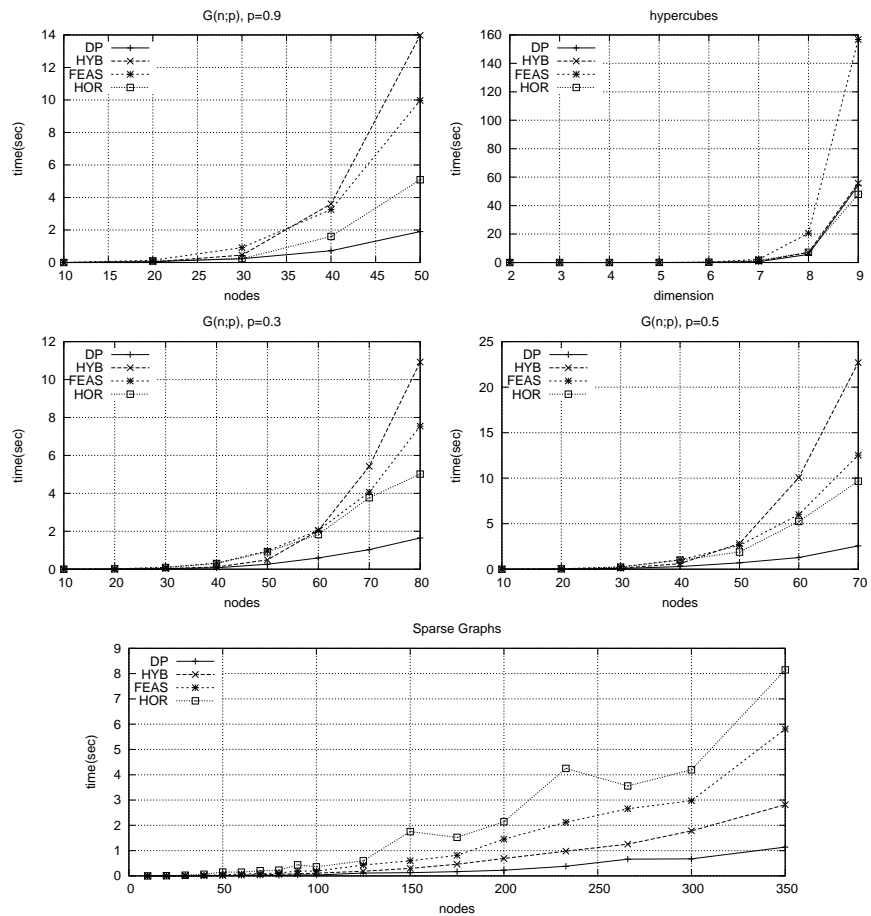 G(n;p), p=0.9
DP
HYB
FEAS
HOR
time(sec)
0
2
4
6
8
10
12
14
10
15
20
25
30
35
40
45
50
nodes
hypercubes
DP
HYB
FEAS
HOR
time(sec)
0
20
40
60
80
100
120
140
160
2
3
4
5
6
7
8
9
dimension
G(n;p), p=0.3
DP
HYB
FEAS
HOR
time(sec)
0
2
4
6
8
10
12
10
20
30
40
50
60
70
80
nodes
G(n;p), p=0.5
DP
HYB
FEAS
HOR
time(sec)
0
5
10
15
20
25
10
20
30
40
50
60
70
nodes
Sparse Graphs
DP
HYB
FEAS
HOR
time(sec)
0
1
2
3
4
5
6
7
8
9
0
50
100
150
200
250
300
350
nodes